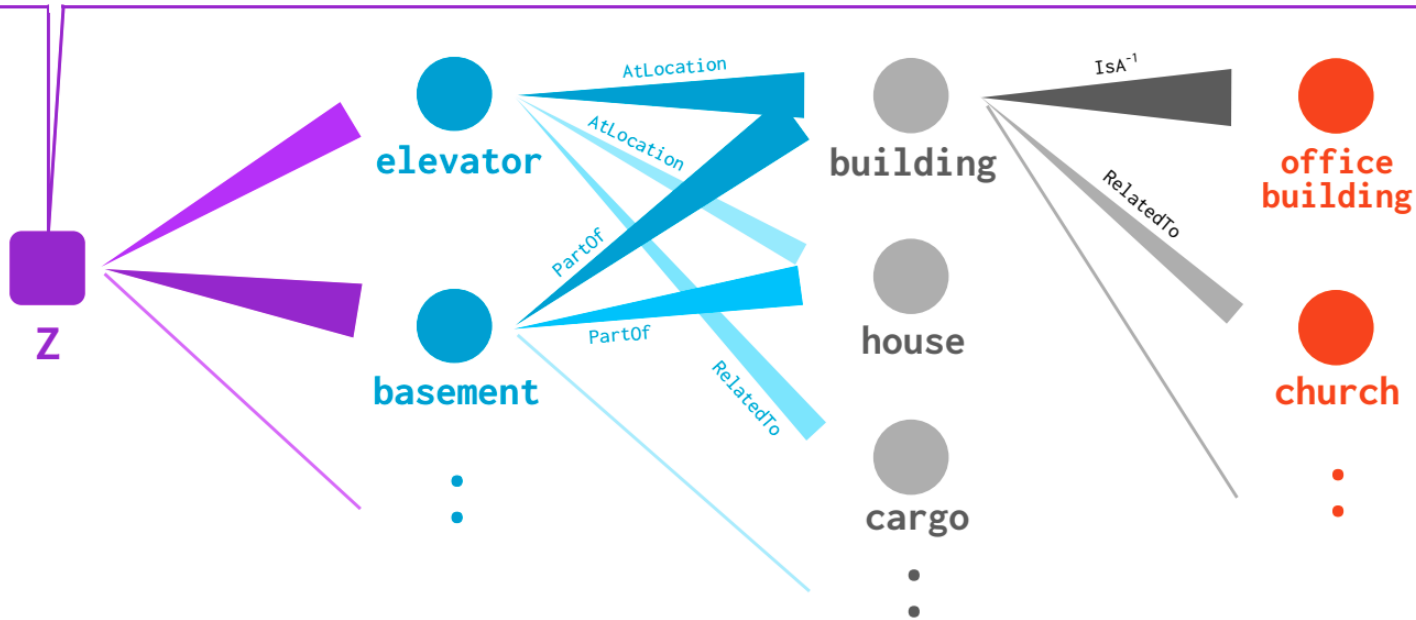 AtLocation
IsA⁻¹
AtLocation
elevator
building
office
building
RelatedTo
PartOf
Z
PartOf
house
basement
RelatedTo
church
cargo